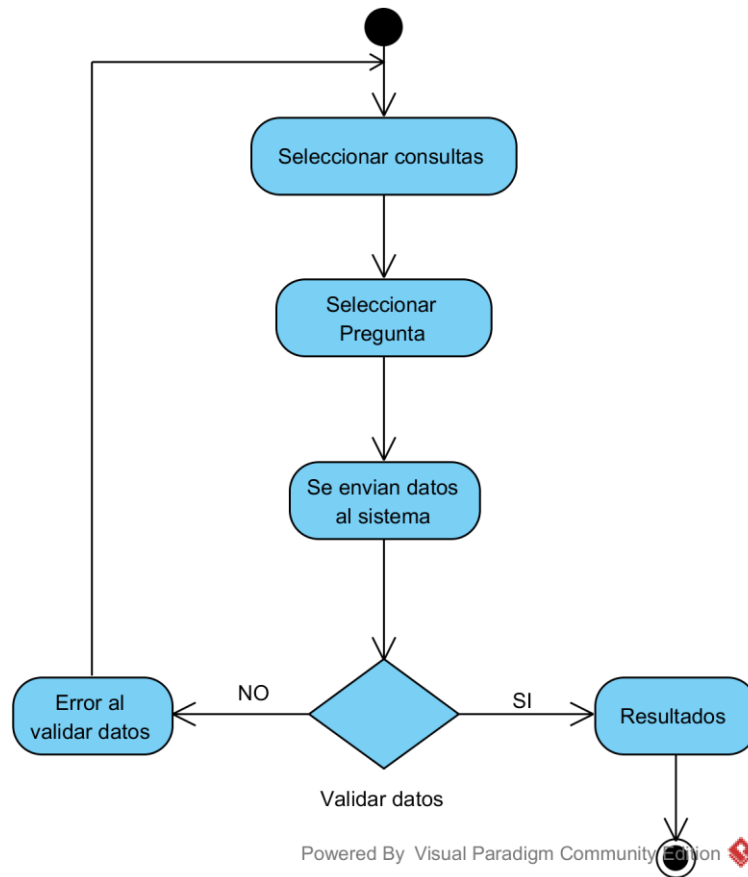 Seleccionar consultas
Seleccionar
Pregunta
Se envian datos
al sistema
Error al
validar datos
NO
SI
Resultados
Validar datos
Powered By Visual Paradigm Community Edition